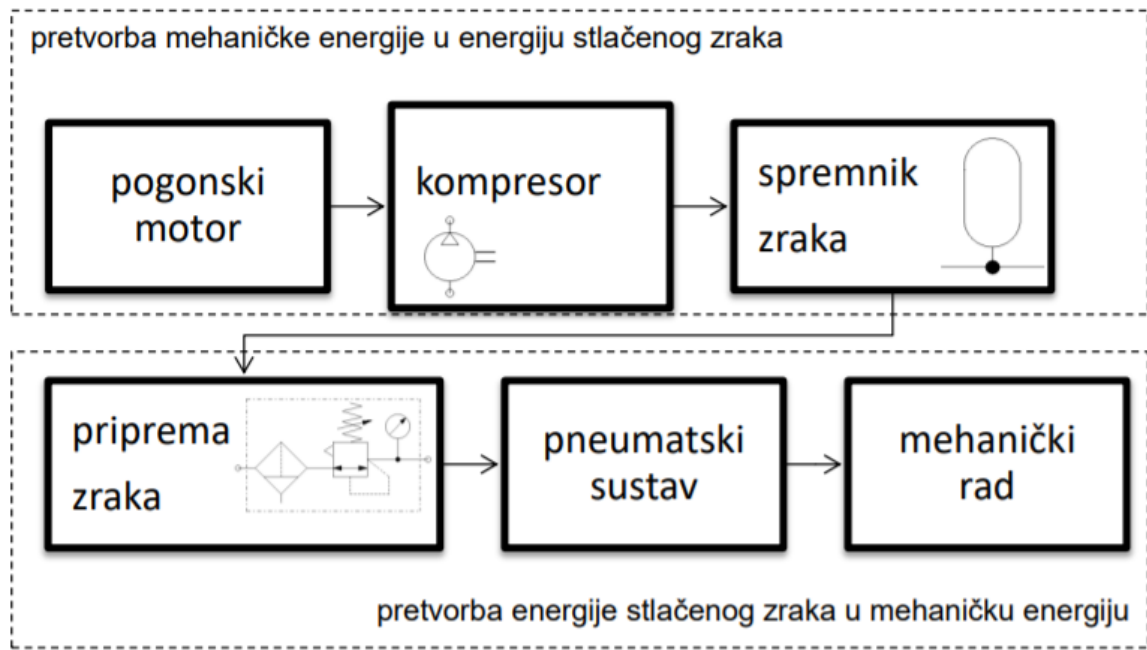 pretvorba mehaničke energije u energiju stlačenog zraka
pogonski
motor
kompresor
spremnik
zraka
priprema
zraka
pneumatski
sustav
mehanički
rad
pretvorba energije stlačenog zraka u mehaničku energiju